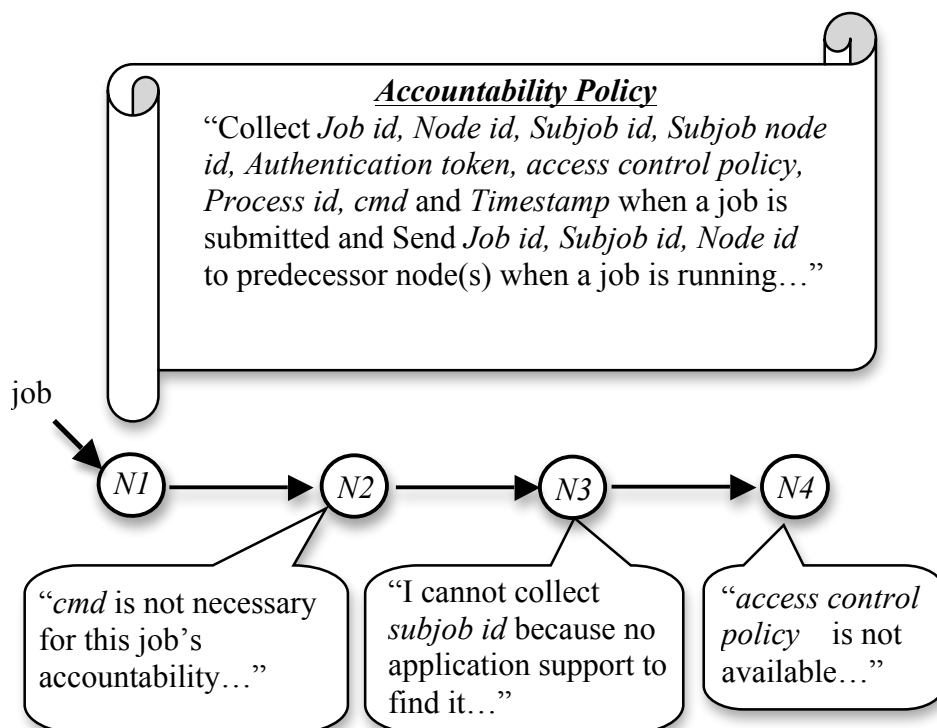 Accountability Policy
“Collect Job id, Node id, Subjob id, Subjob node
id, Authentication token, access control policy,
Process id, cmd and Timestamp when a job is
submitted and Send Job id, Subjob id, Node id
to predecessor node(s) when a job is running…”
job
N1
N2
N3
N4
“cmd is not necessary
for this job’s
accountability…”
“I cannot collect
subjob id because no
application support to
find it…”
“access control
policy is not
available…”